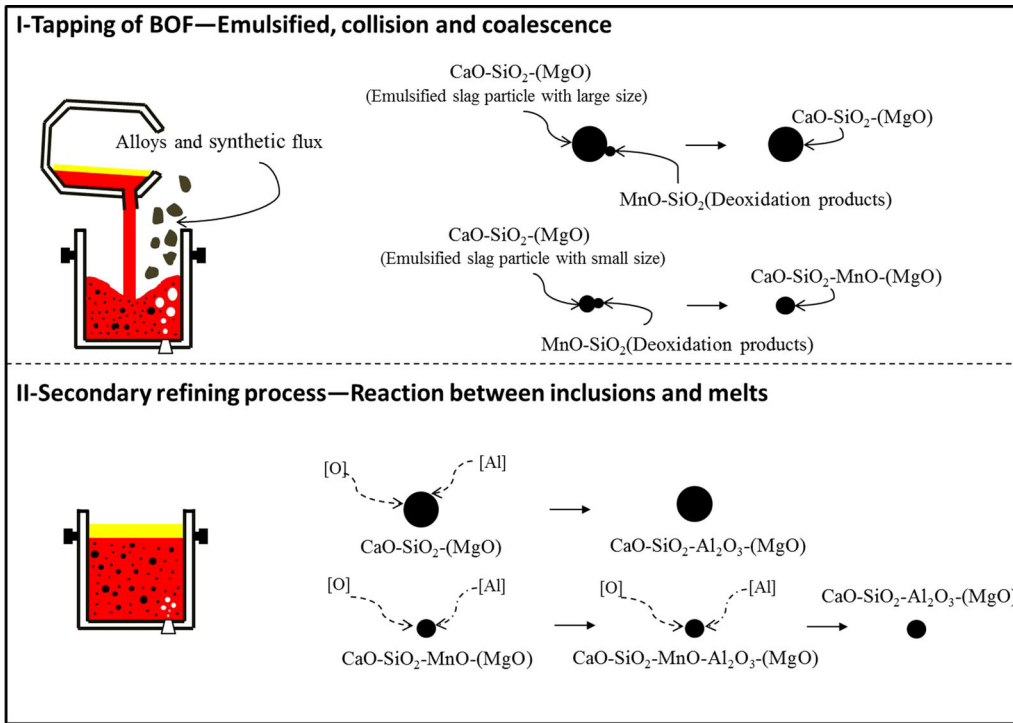 I-Tapping of BOF—Emulsified, collision and coalescence
CaO-SiO₂-(MgO)
(Emulsified slag particle with large size)
CaO-SiO₂-(MgO)
Alloys and synthetic flux
MnO-SiO₂(Deoxidation products)
CaO-SiO₂-(MgO)
(Emulsified slag particle with small size)
CaO-SiO₂-MnO-(MgO)
MnO-SiO₂(Deoxidation products)
II-Secondary refining process—Reaction between inclusions and melts
[O]
[Al]
CaO-SiO₂-(MgO)
CaO-SiO₂-Al₂O₃-(MgO)
[O]
[Al]
[O]
[Al]
CaO-SiO₂-Al₂O₃-(MgO)
CaO-SiO₂-MnO-(MgO)
CaO-SiO₂-MnO-Al₂O₃-(MgO)